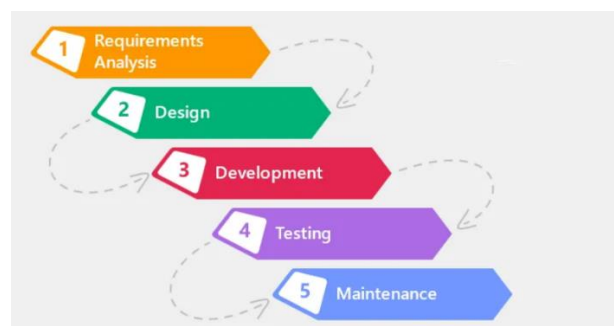 1
Requirements
Analysis
2
Design
3
Development
4
Testing
5
Maintenance